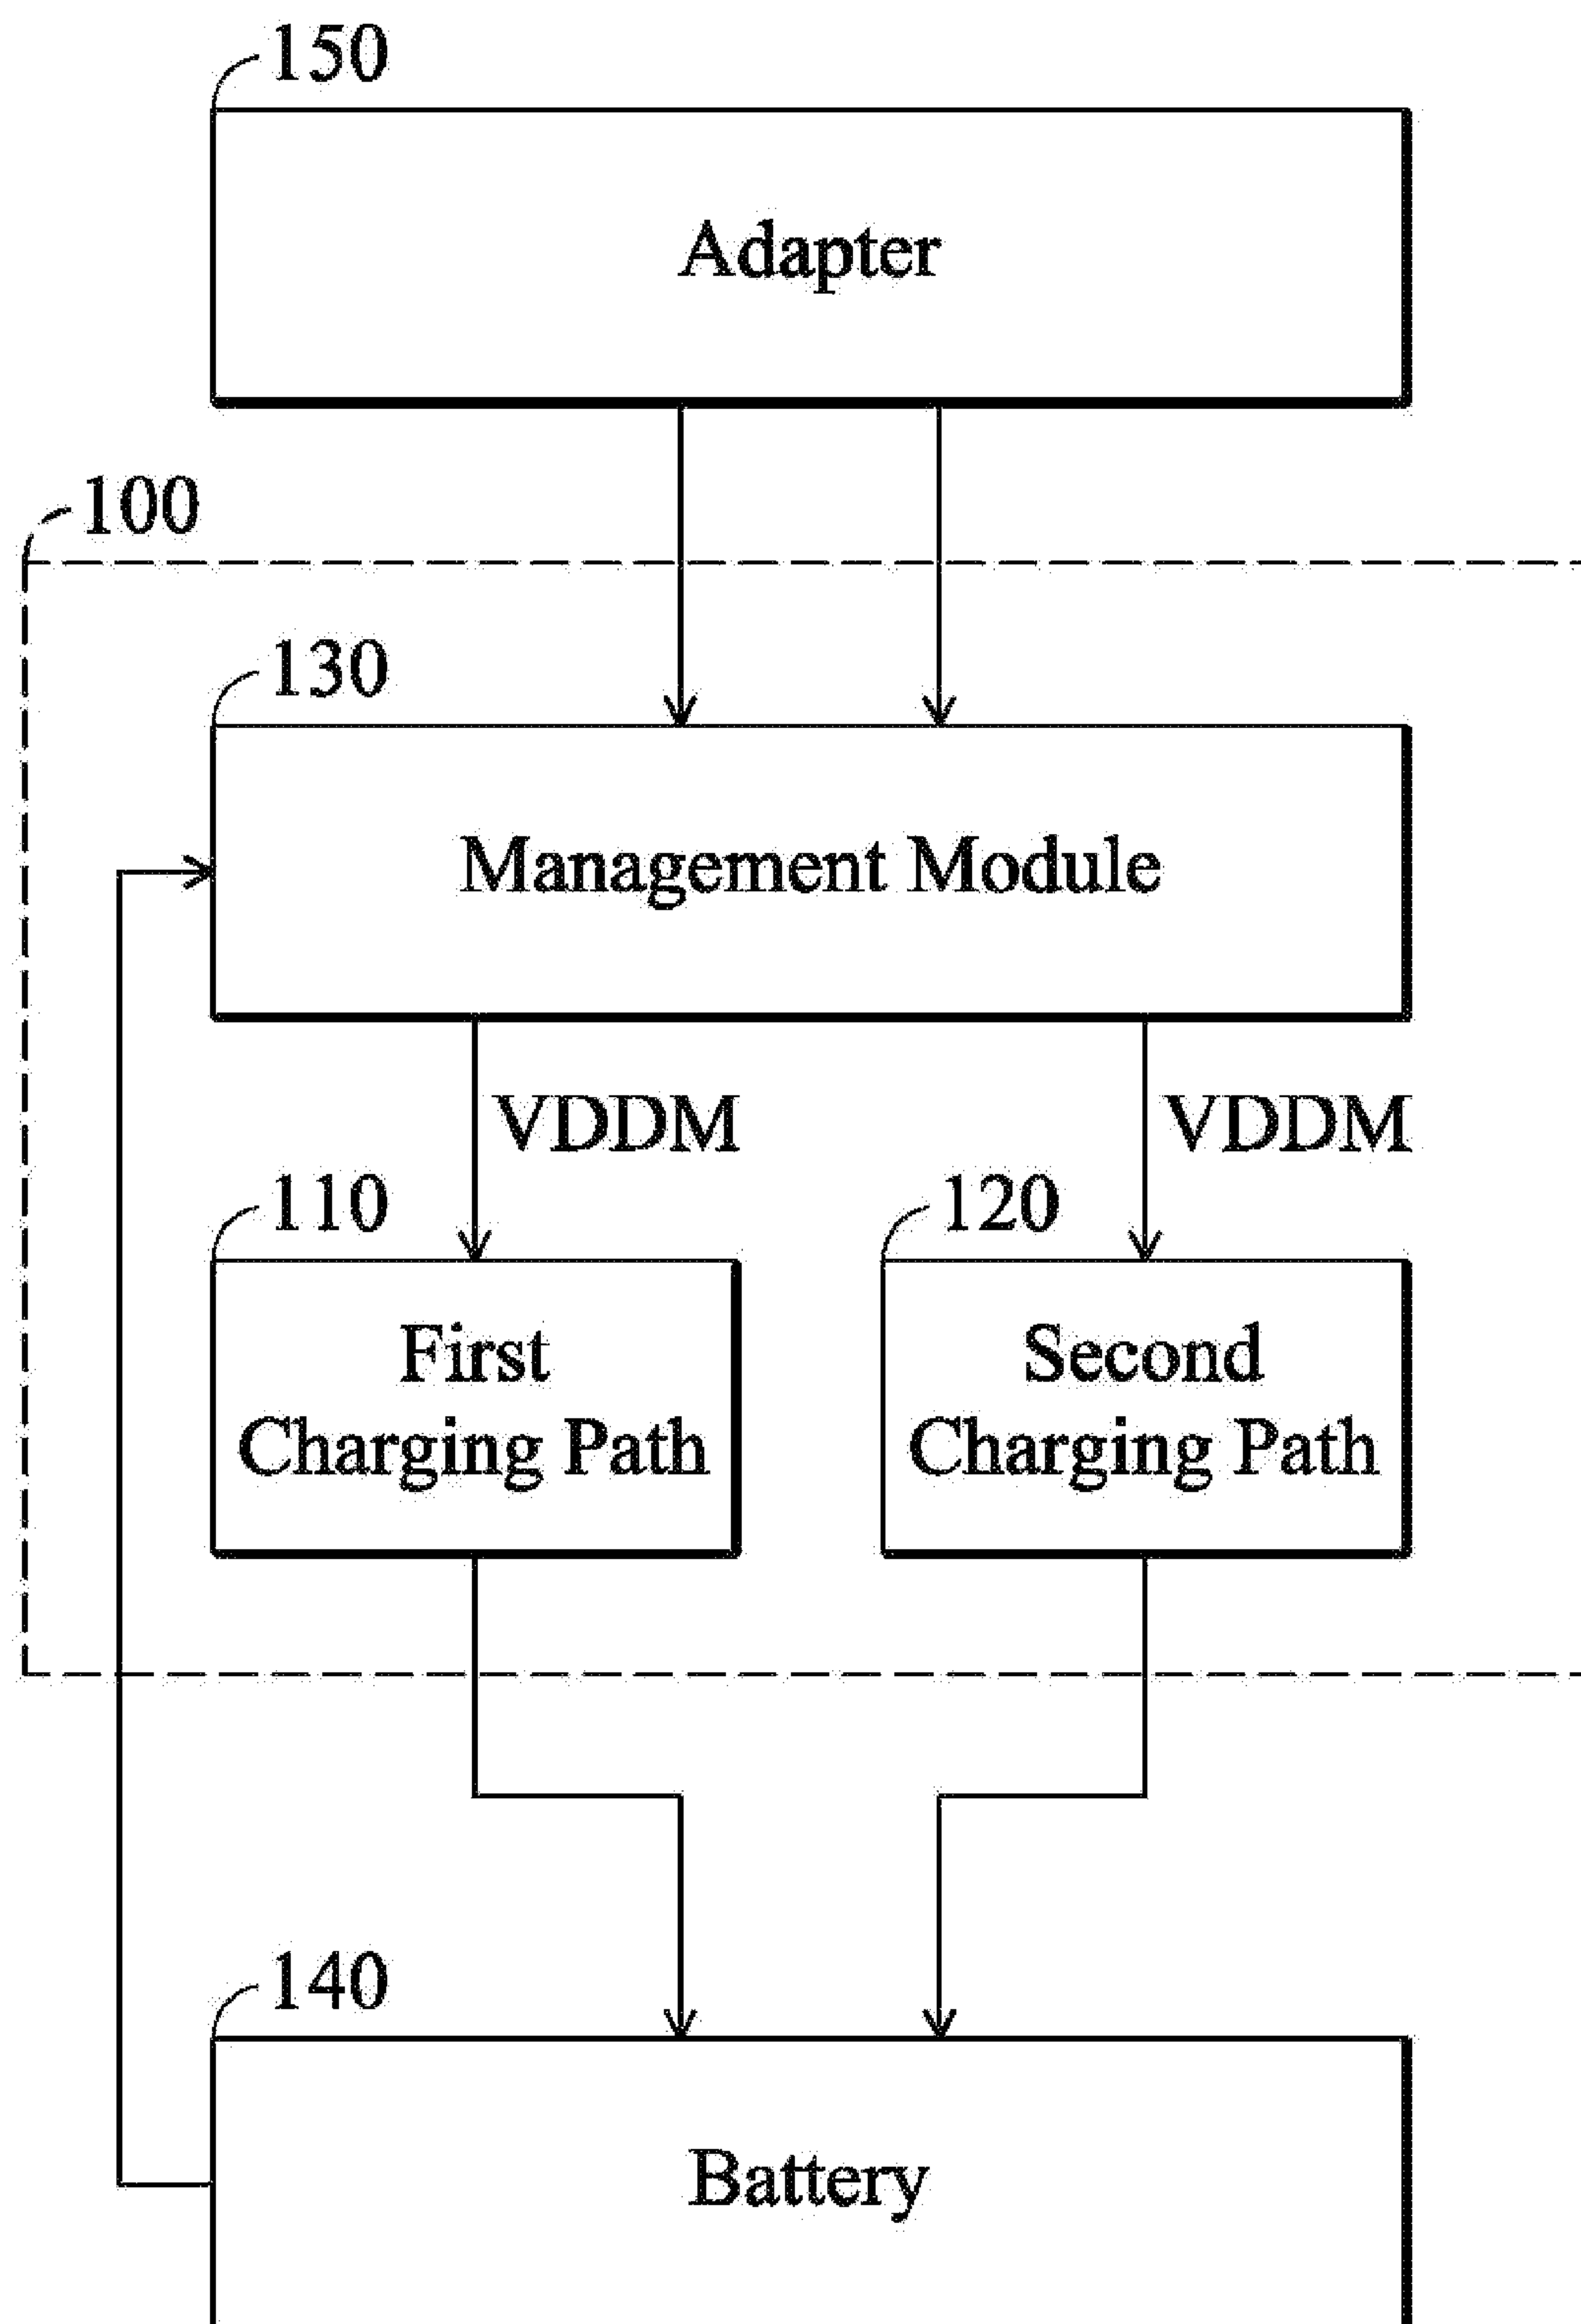 150
Adapter
100
130
Management Module
VDDM VDDM
110 120
First
Charging Path
Second
Charging Path
140
Battery